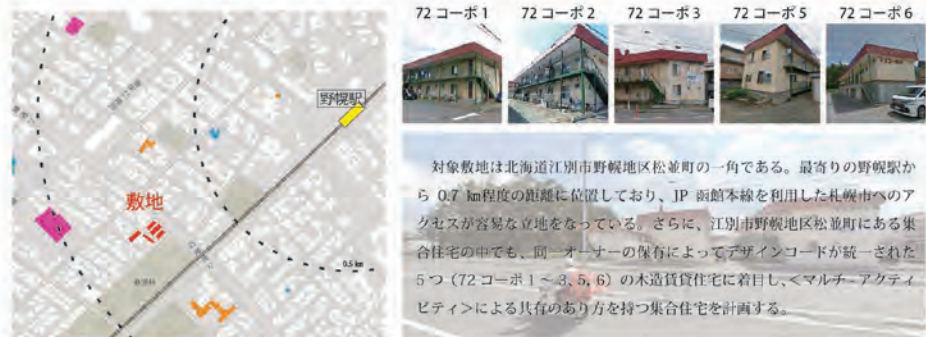 72 コーポ 1
72 コーポ 2
72 コーポ 3
72 コーポ 5
72 コーポ 6
野幌駅
敷地
0.5 km
対象敷地は北海道江別市野幌地区松並町の一角である。最寄りの野幌駅か
ら 0.7 km程度の距離に位置しており、JP 函館本線を利用した札幌市へのア
クセスが容易な立地をなっている。さらに、江別市野幌地区松並町にある集
合住宅の中でも、同一オーナーの保有によってデザインコードが統一された
5つ（72コーポ 1 ~ 3, 5, 6）の木造賃貸住宅に着目し、<マルチ-アクティ
ビティ>による共有のあり方を持つ集合住宅を計画する。